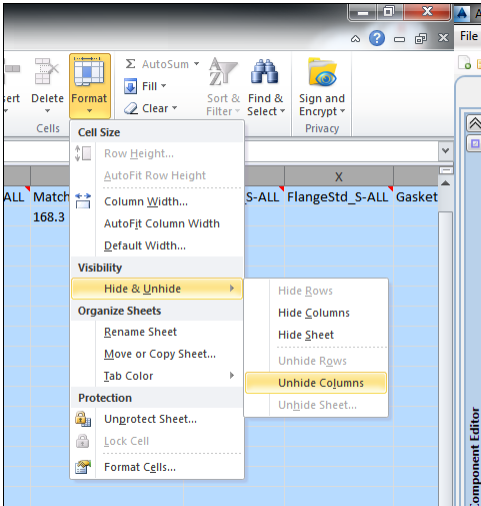 File
Σ AutoSum
Fill
Clear
sert Delete Format
Sort & Filter
Find & Select
Sign and Encrypt
Cells
Privacy
Cell Size
Row Height...
AutoFit Row Height
Column Width...
AutoFit Column Width
Default Width...
Visibility
Hide & Unhide
Organize Sheets
Rename Sheet
Move or Copy Sheet...
Tab Color
Protection
Unprotect Sheet...
Lock Cell
Format Cells...
Hide Rows
Hide Columns
Hide Sheet
Unhide Rows
Unhide Columns
Unhide Sheet...
X
ALL Match S-ALL FlangeStd_S-ALL Gasket
168.3
omponent Editor